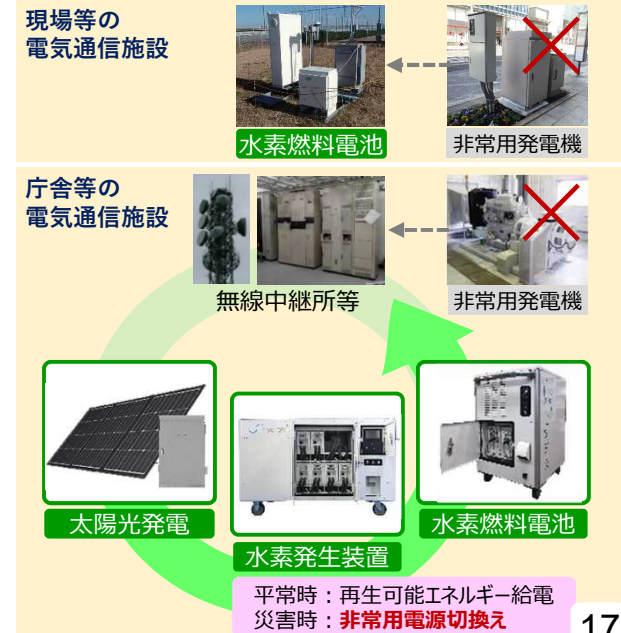 現場等の
電気通信施設
水素燃料電池
非常用発電機
庁舎等の
電気通信施設
無線中継所等
非常用発電機
太陽光発電
水素発生装置
水素燃料電池
平常時：再生可能エネルギー給電
災害時：非常用電源切換え
17